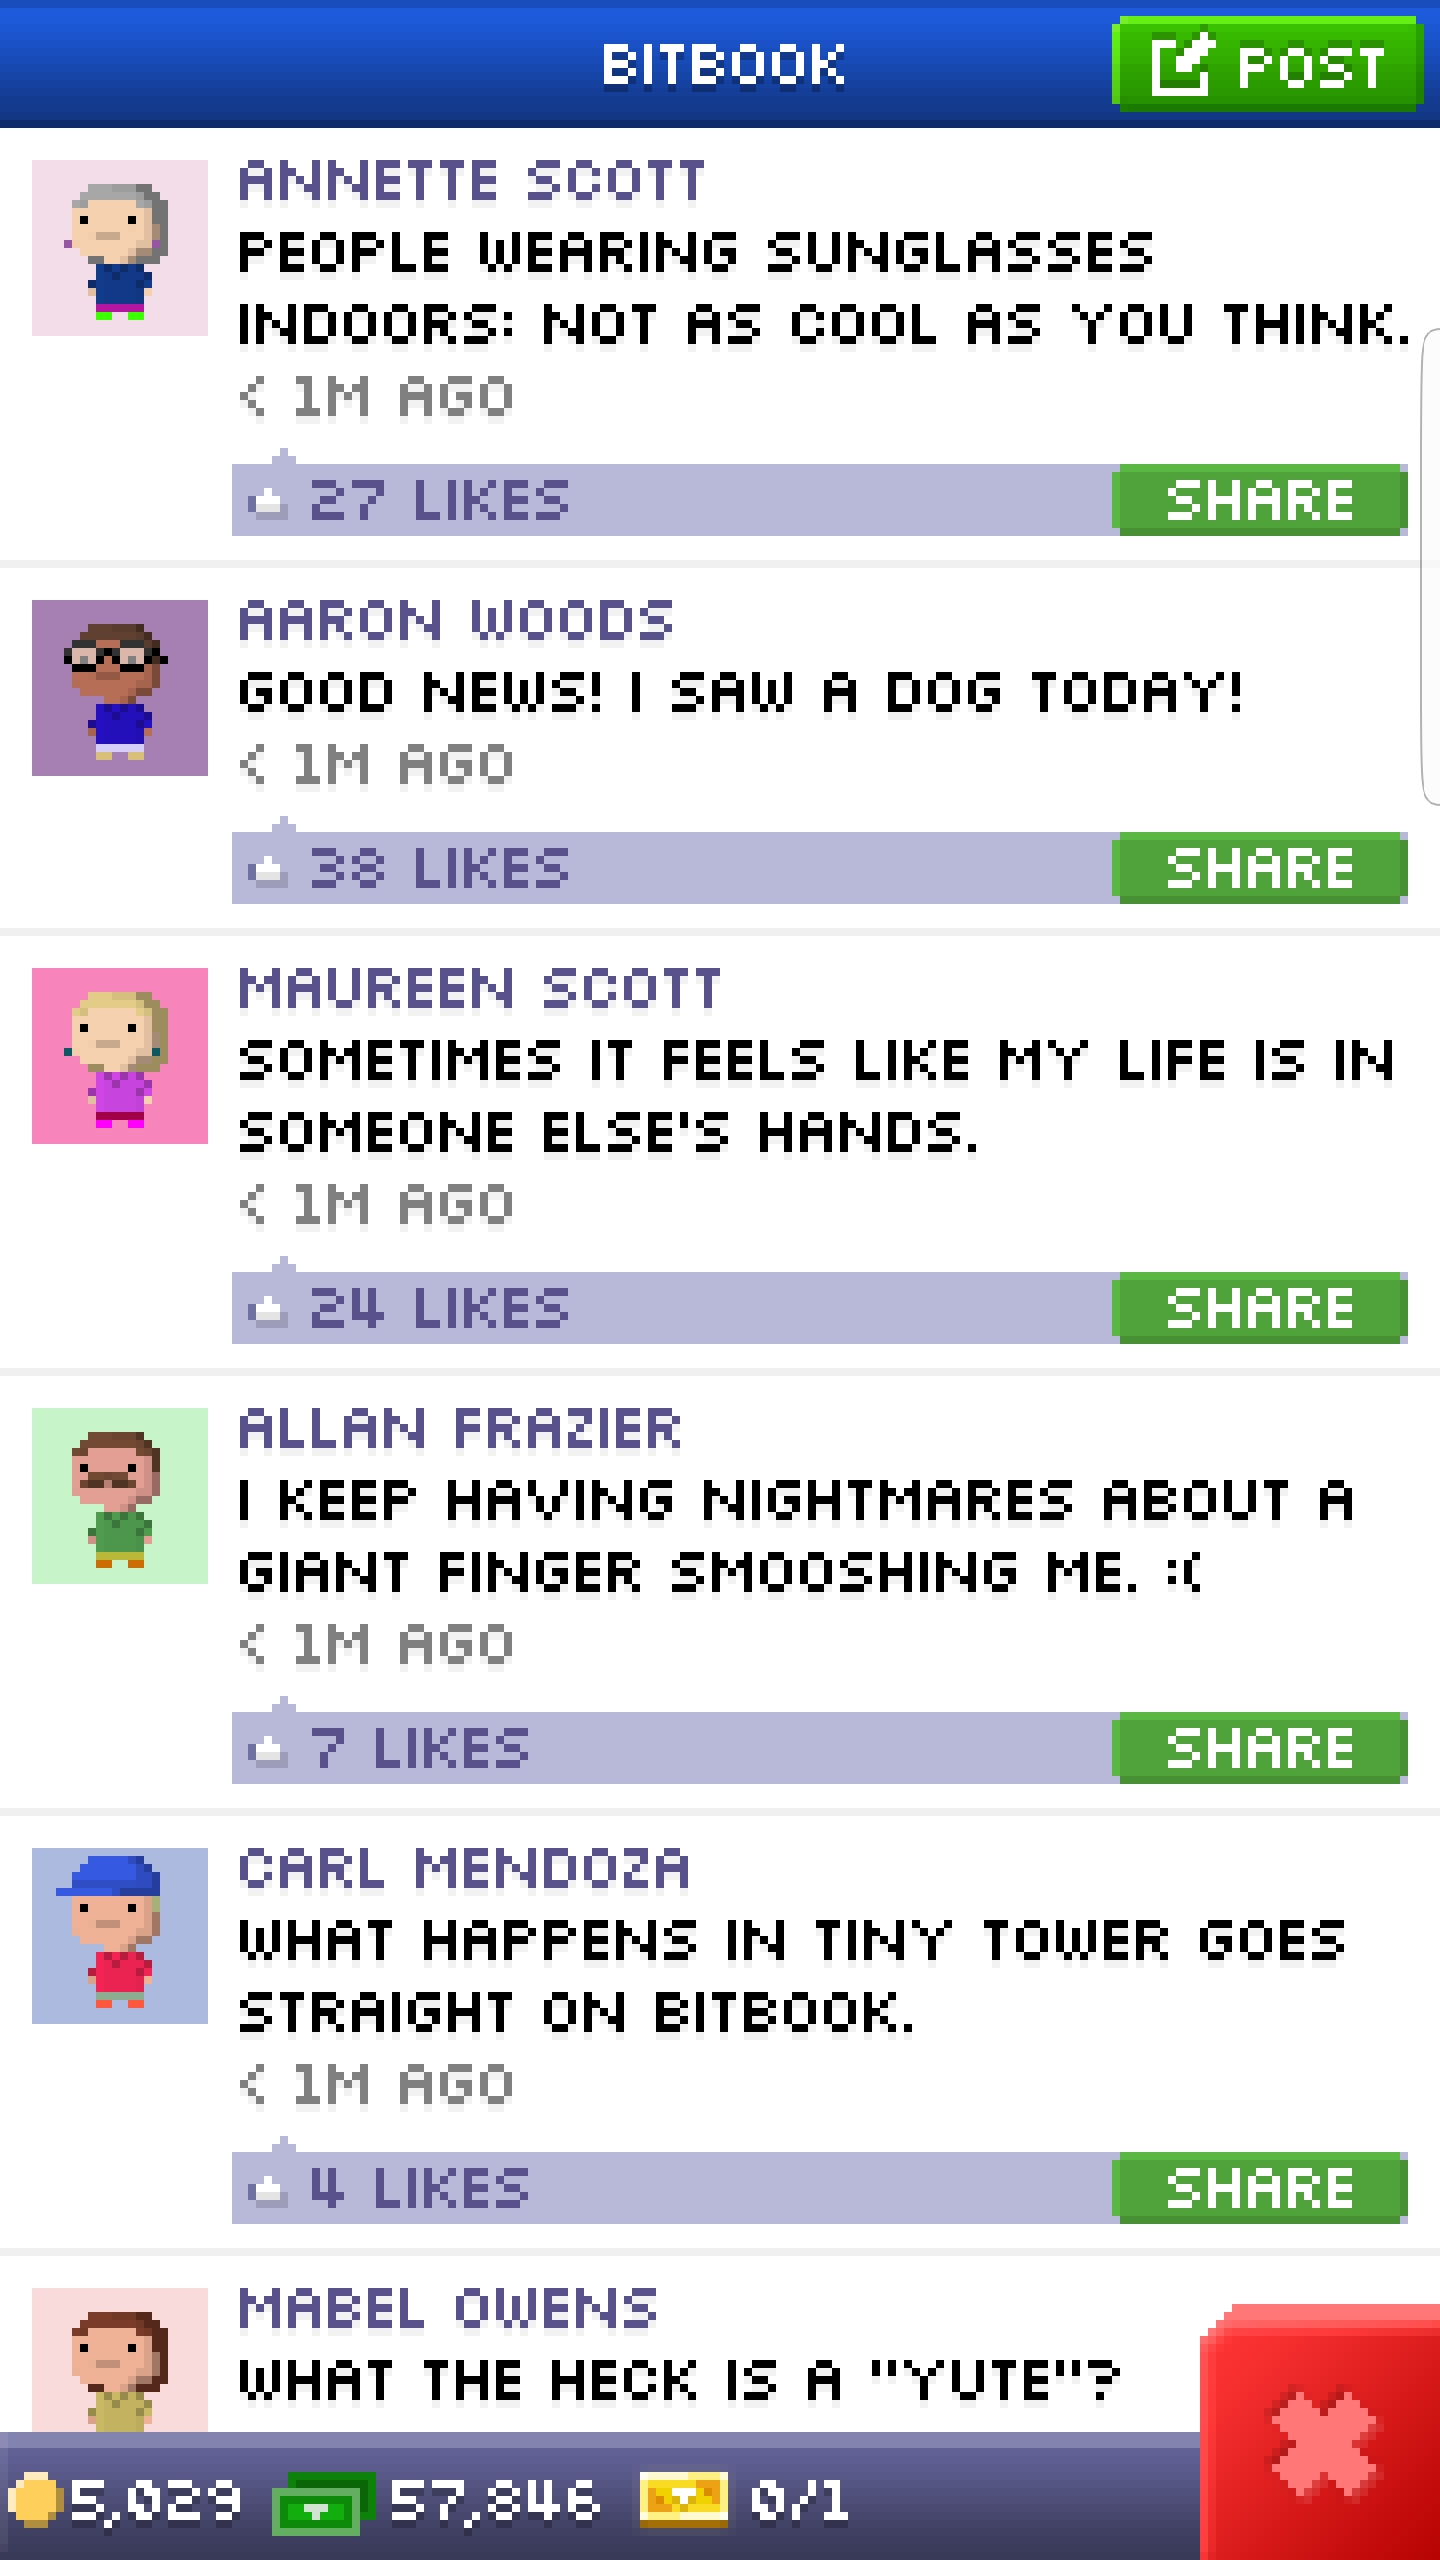 BITBOOK
POST
ANNETTE SCOTT
PEOPLE WEARING SUNGLASSES
INDOORS: NOT AS COOL AS YOU THINK.
< 1M AGO
27 LIKES
SHARE
AARON WOODS
GOOD NEWS! I SAW A DOG TODAY!
< 1M AGO
38 LIKES
SHARE
MAUREEN SCOTT
SOMETIMES IT FEELS LIKE MY LIFE IS IN
SOMEONE ELSE'S HANDS.
< 1M AGO
24 LIKES
SHARE
ALLAN FRAZIER
I KEEP HAVING NIGHTMARES ABOUT A
GIANT FINGER SMOOSHING ME. :(
< 1M AGO
7 LIKES
SHARE
CARL MENDOZA
WHAT HAPPENS IN TINY TOWER GOES
STRAIGHT ON BITBOOK.
< 1M AGO
4 LIKES
SHARE
MABEL OWENS
WHAT THE HECK IS A "YUTE"?
5,029 57,846 0/1